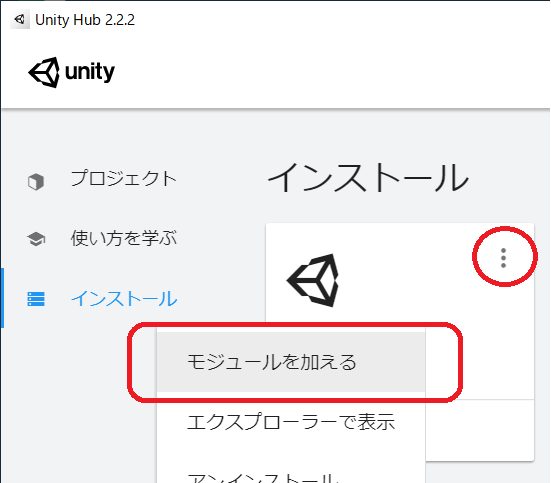 Unity Hub 2.2.2
unity
プロジェクト
使い方を学ぶ
インストール
インストール
モジュールを加える
エクスプローラーで表示
アンインストール